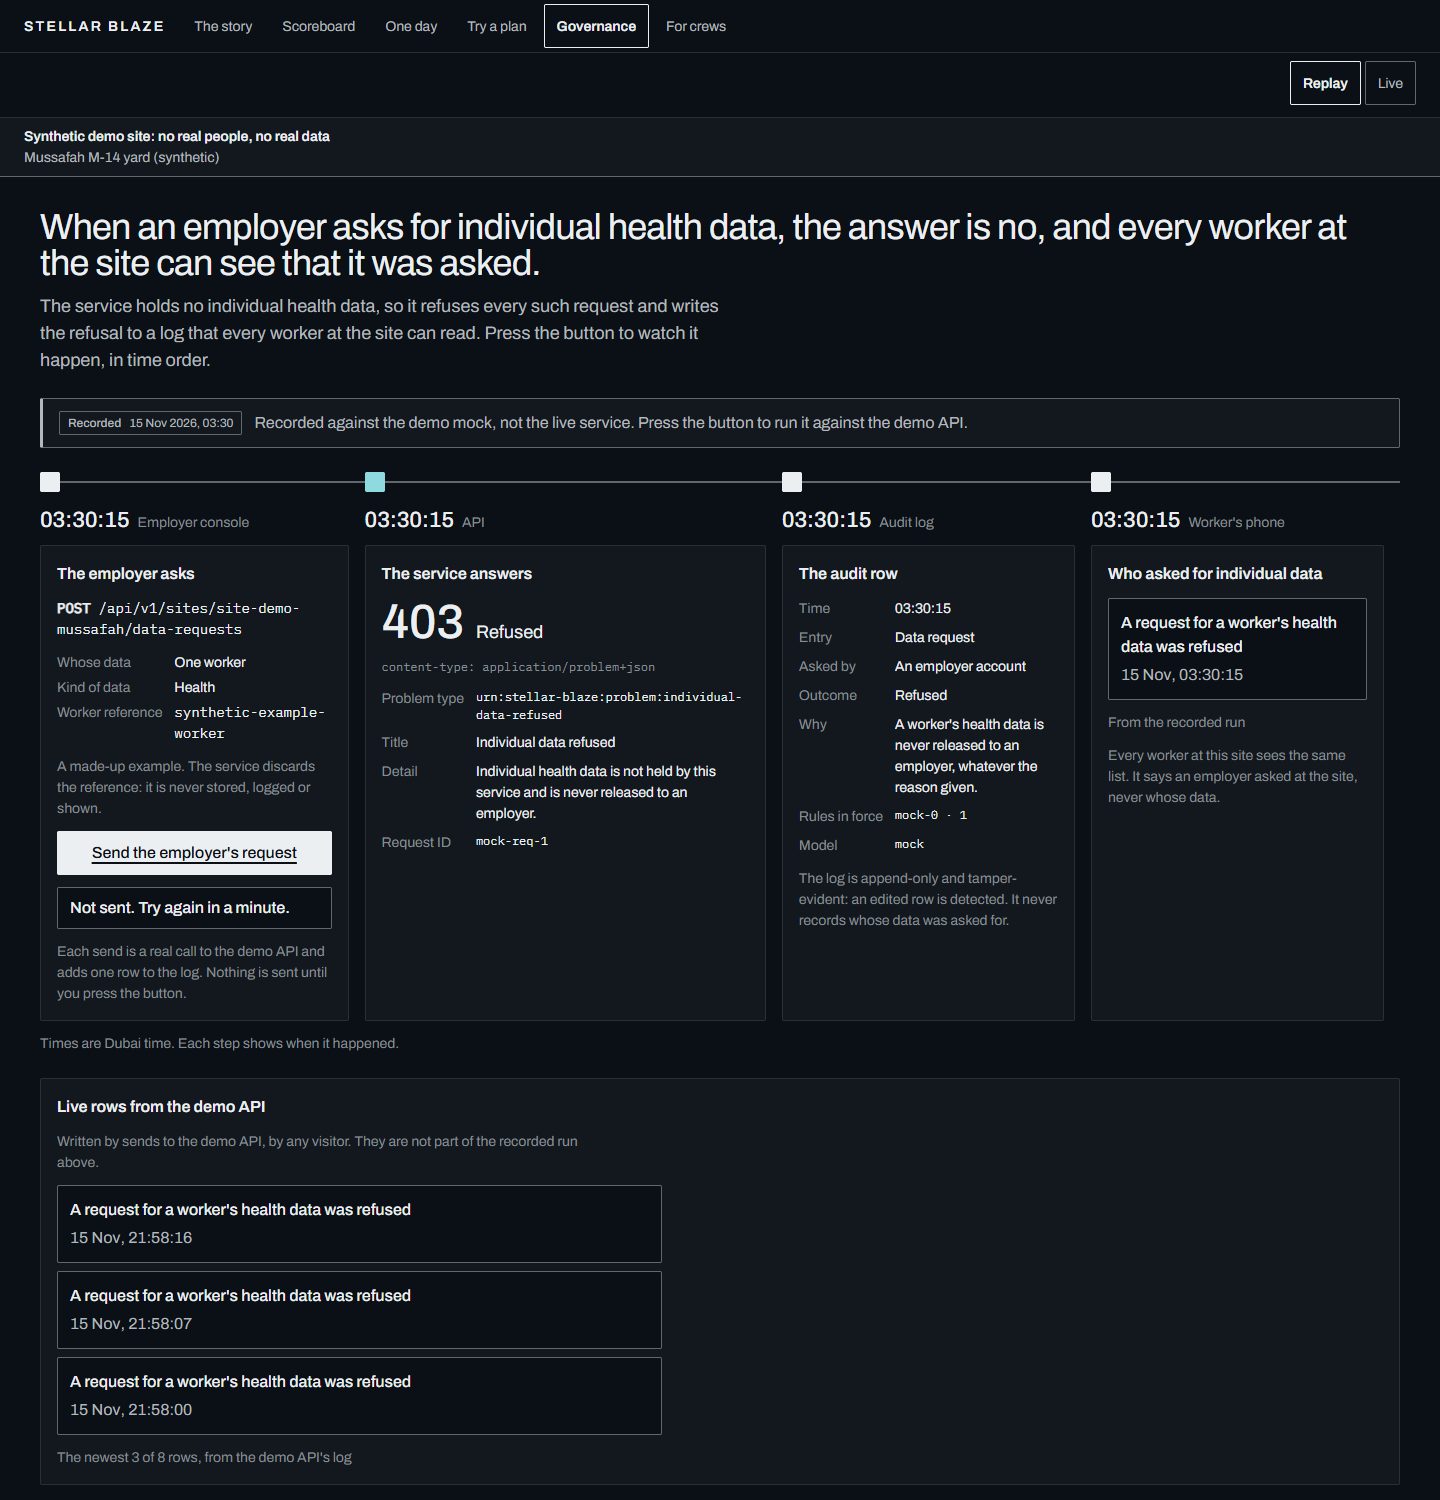 STELLAR BLAZE
The story
Scoreboard
One day
Try a plan
Governance
For crews
Replay
Live
Synthetic demo site: no real people, no real data
Mussafah M-14 yard (synthetic)
When an employer asks for individual health data, the answer is no, and every worker at
the site can see that it was asked.
The service holds no individual health data, so it refuses every such request and writes
the refusal to a log that every worker at the site can read. Press the button to watch it
happen, in time order.
Recorded 15 Nov 2026, 03:30
Recorded against the demo mock, not the live service. Press the button to run it against the demo API.
03:30:15 Employer console
The employer asks
POST /api/v1/sites/site-demo-
mussafah/data-requests
Whose data One worker
Kind of data Health
Worker reference synthetic-example-
worker
A made-up example. The service discards
the reference: it is never stored, logged or
shown.
Send the employer's request
Not sent. Try again in a minute.
Each send is a real call to the demo API and
adds one row to the log. Nothing is sent until
you press the button.
03:30:15 API
The service answers
403 Refused
content-type: application/problem+json
Problem type urn:stellar-blaze:problem:individual-
data-refused
Title Individual data refused
Detail Individual health data is not held by this
service and is never released to an
employer.
Request ID mock-req-1
03:30:15 Audit log
The audit row
Time 03:30:15
Entry Data request
Asked by An employer account
Outcome Refused
Why A worker's health data is
never released to an
employer, whatever the
reason given.
Rules in force mock-0 · 1
Model mock
The log is append-only and tamper-
evident: an edited row is detected. It never
records whose data was asked for.
03:30:15 Worker's phone
Who asked for individual data
A request for a worker's health
data was refused
15 Nov, 03:30:15
From the recorded run
Every worker at this site sees the same
list. It says an employer asked at the site,
never whose data.
Times are Dubai time. Each step shows when it happened.
Live rows from the demo API
Written by sends to the demo API, by any visitor. They are not part of the recorded run
above.
A request for a worker's health data was refused
15 Nov, 21:58:16
A request for a worker's health data was refused
15 Nov, 21:58:07
A request for a worker's health data was refused
15 Nov, 21:58:00
The newest 3 of 8 rows, from the demo API's log